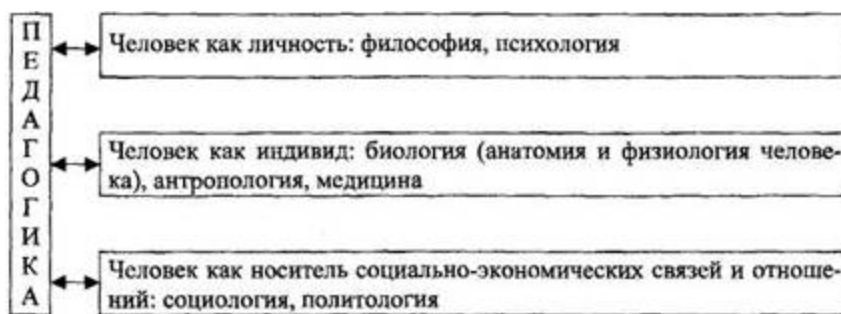 ПЕДАГОГИКА
Человек как личность: философия, психология
Человек как индивид: биология (анатомия и физиология челове-
ка), антропология, медицина
Человек как носитель социально-экономических связей и отноше-
ний: социология, политология